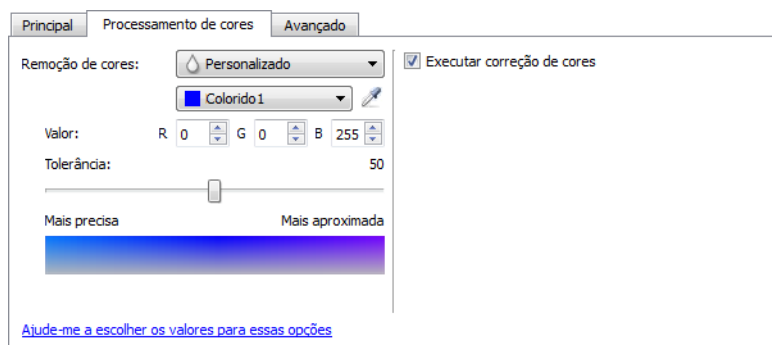 Principal Processamento de cores Avançado
Remoção de cores: Personalizado
Executar correção de cores
Colorido1
Valor: R 0 G 0 B 255
Tolerância: 50
Mais precisa Mais aproximada
Ajude-me a escolher os valores para essas opções